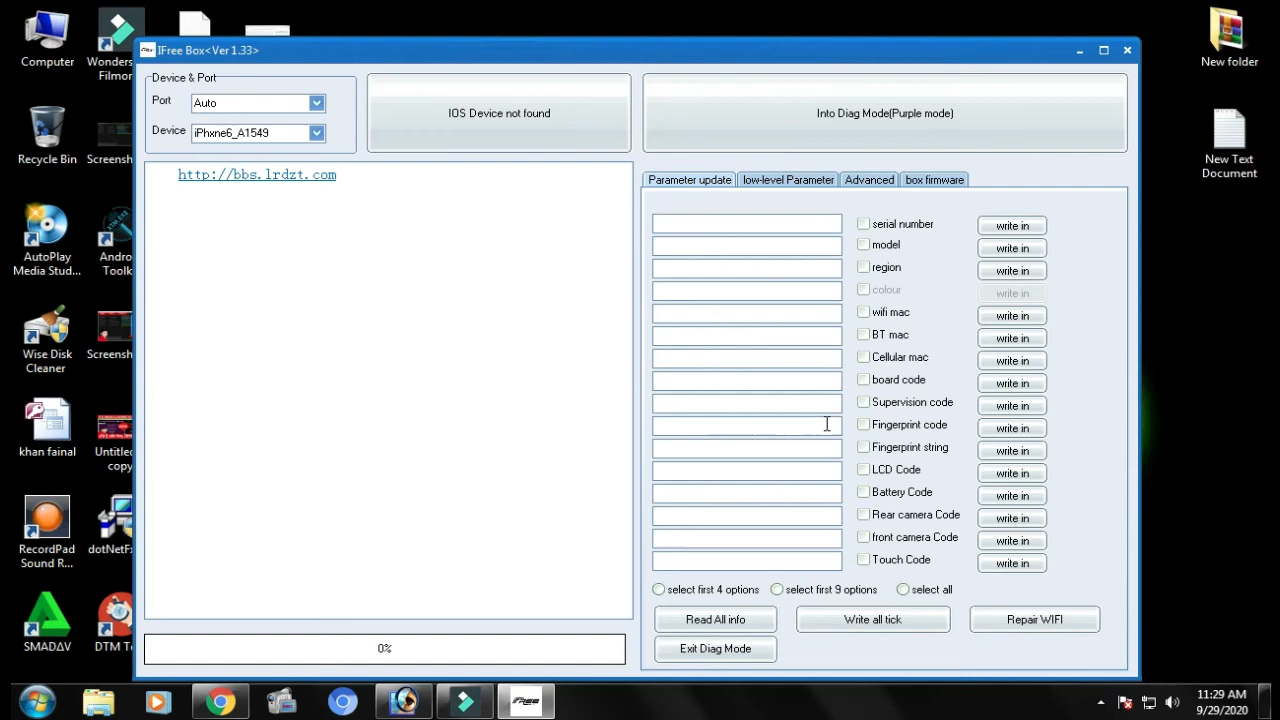 Computer
Wonders
Filmor
New folder
IFree Box<Ver 1.33>
Device & Port
Port
Auto
Device
iPhxne6_A1549
IOS Device not found
Into Diag Mode(Purple mode)
Recycle Bin
Screensh
New Text
Document
http://bbs.lrdzt.com
Parameter update
low-level Parameter
Advanced
box firmware
serial number
write in
model
write in
region
write in
colour
write in
wifi mac
write in
BT mac
write in
Cellular mac
write in
board code
write in
Supervision code
write in
Fingerprint code
write in
Fingerprint string
write in
LCD Code
write in
Battery Code
write in
Rear camera Code
write in
front camera Code
write in
Touch Code
write in
select first 4 options
select first 9 options
select all
Read All info
Write all tick
Repair WIFI
Exit Diag Mode
0%
AutoPlay
Media Stud...
Andro
Toolk
Wise Disk
Cleaner
Screensh
khan fainal
Untitled
copy
RecordPad
Sound R...
dotNetFx
SMADΔV
DTM T
iFree
11:29 AM
9/29/2020